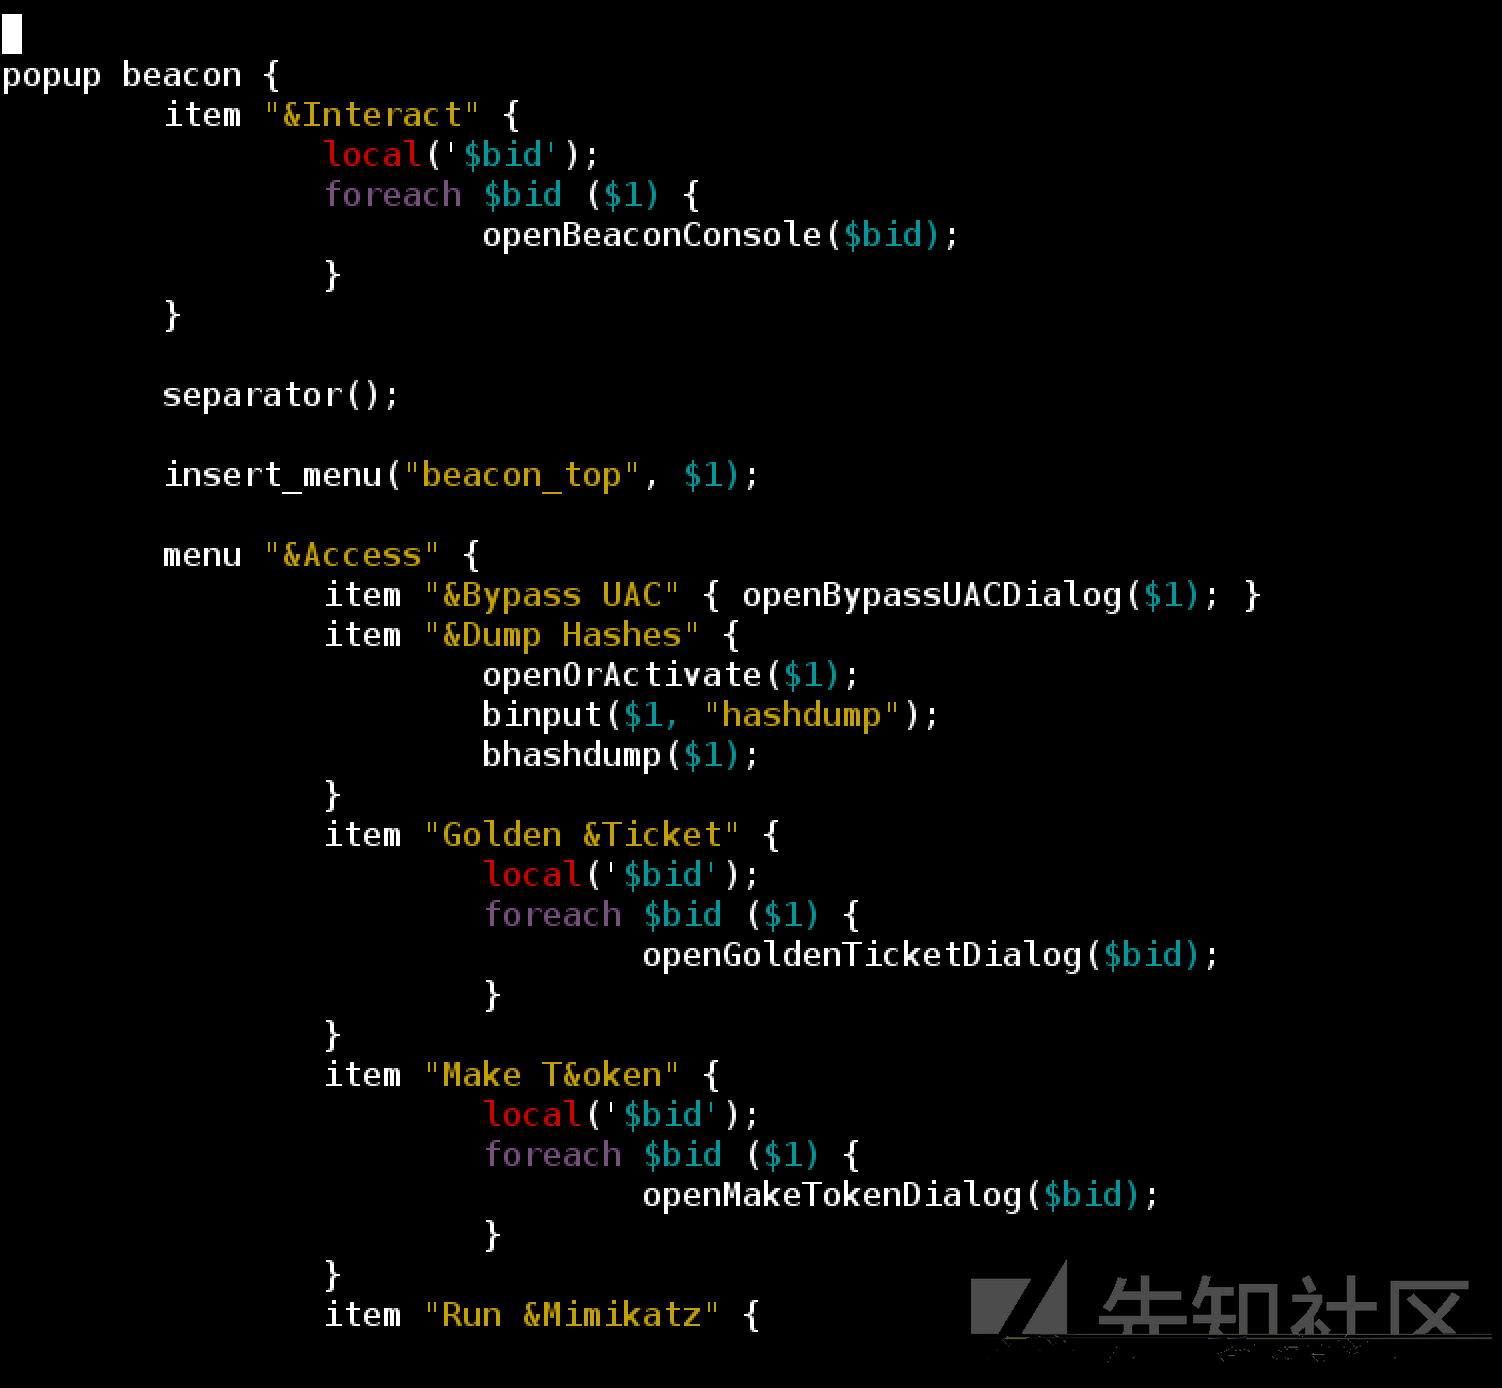 popup beacon {
        item "&Interact" {
                local('$bid');
                foreach $bid ($1) {
                        openBeaconConsole($bid);
                }
        }

        separator();

        insert_menu("beacon_top", $1);

        menu "&Access" {
                item "&Bypass UAC" { openBypassUACDialog($1); }
                item "&Dump Hashes" {
                        openOrActivate($1);
                        binput($1, "hashdump");
                        bhashdump($1);
                }
                item "Golden &Ticket" {
                        local('$bid');
                        foreach $bid ($1) {
                                openGoldenTicketDialog($bid);
                        }
                }
                item "Make T&oken" {
                        local('$bid');
                        foreach $bid ($1) {
                                openMakeTokenDialog($bid);
                        }
                }
                item "Run &Mimikatz" {
先知社区